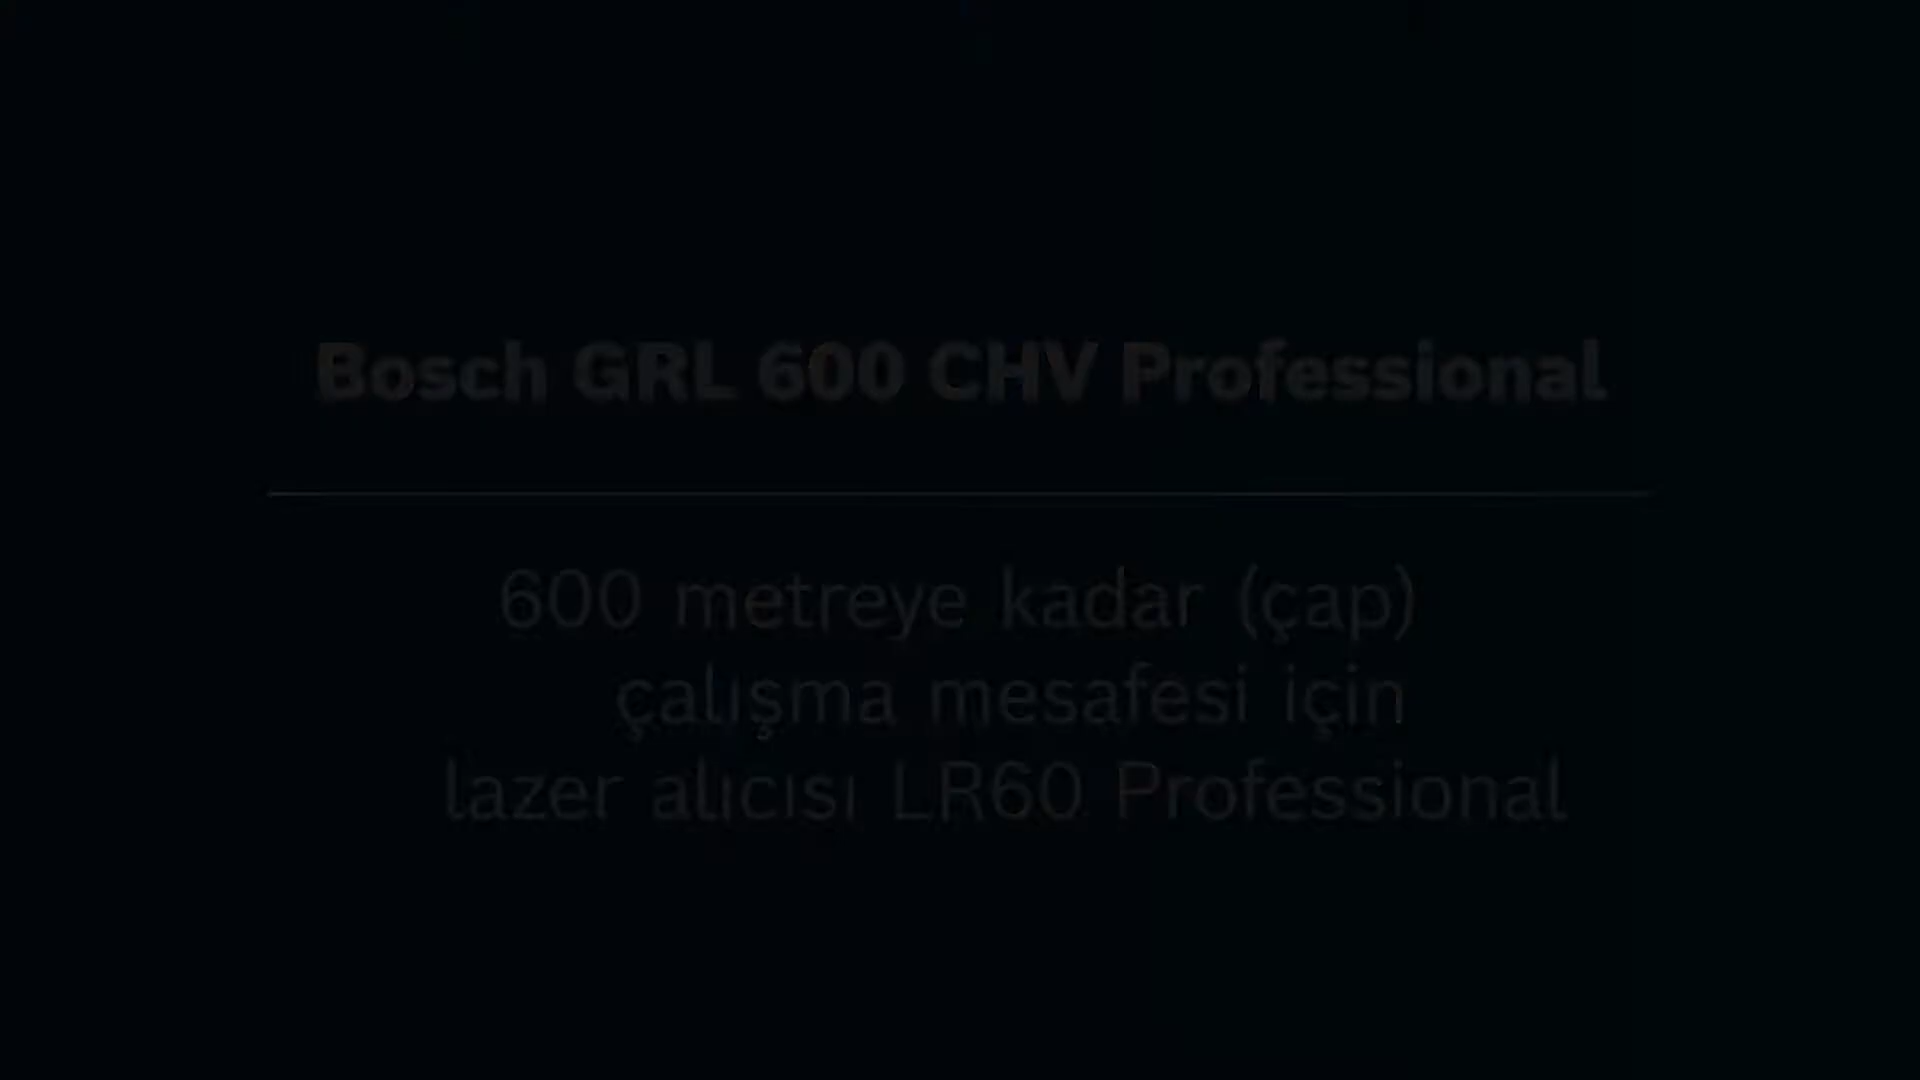 Bosch GRL 600 CHV Professional
600 metreye kadar (çap)
çalışma mesafesi için
lazer alıcısı LR60 Professional